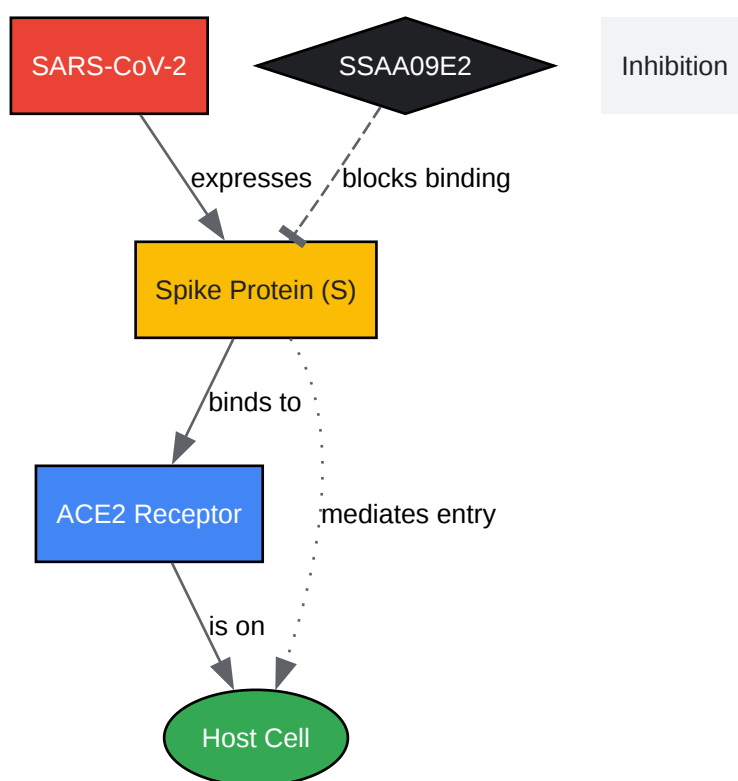 SARS-CoV-2
SSAA09E2
Inhibition
expresses
blocks binding
Spike Protein (S)
binds to
ACE2 Receptor
mediates entry
is on
Host Cell